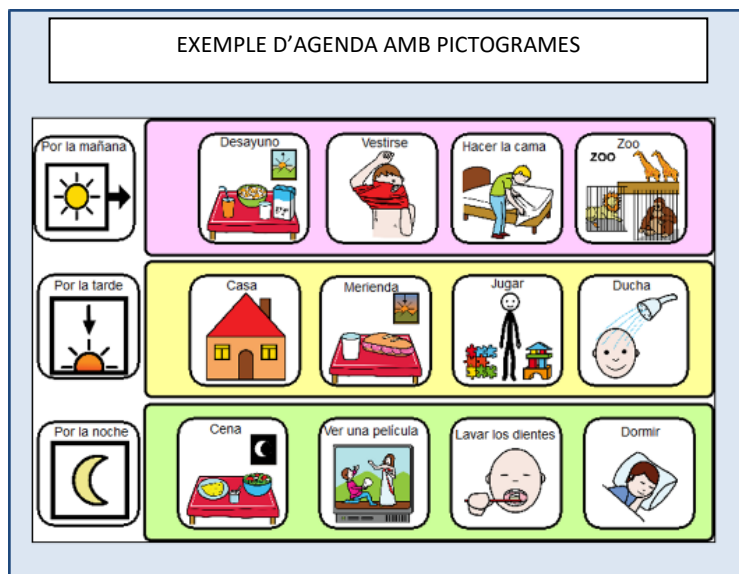 EXEMPLE D'AGENDA AMB PICTOGRAMES
Por la mañana
Desayuno
Vestirse
Hacer la cama
Zoo
ZOO
Por la tarde
Casa
Merienda
Jugar
Ducha
Por la noche
Cena
Ver una película
Lavar los dientes
Dormir